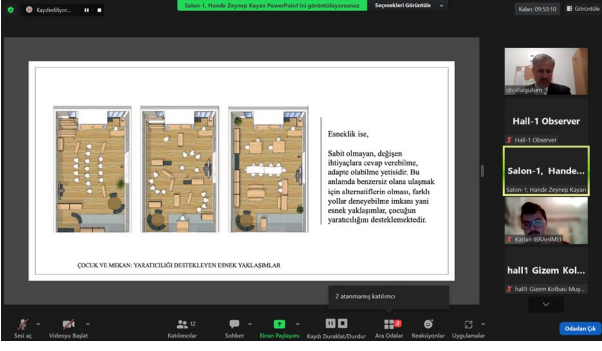 Kaydediliyor...
Salon-1, Hande Zeynep Kayan PowerPoint'ini görüntülüyorsunuz
Seçenekleri Görüntüle
Kalan: 09:50:10
Görüntüle
Esneklik ise,
Sabit olmayan, değişen
ihtiyaçlara cevap verebilme,
adapte olabilme yetisidir. Bu
anlamda benzersiz olana ulaşmak
için alternatiflerin olması, farklı
yollar deneyebilme imkanı yani
esnek yaklaşımlar, çocuğun
yaratıcılığını desteklemektedir.
ÇOCUK VE MEKAN: YARATICILIĞI DESTEKLEYEN ESNEK YAKLAŞIMLAR
Hall-1 Observer
Hall-1 Observer
Salon-1, Hande...
Salon-1, Hande Zeynep Kayan
Kanan IBRAHIMLI
hall1 Gizem Kol...
hall1 Gizem Kolbası Muy...
2 atanmamış katılımcı
Sesi aç
Videoyu Başlat
12
Katılımcılar
Sohbet
Ekran Paylaşımı
Kaydı Duraklat/Durdur
2
Ara Odalar
Reaksiyonlar
Uygulamalar
Odadan Çık